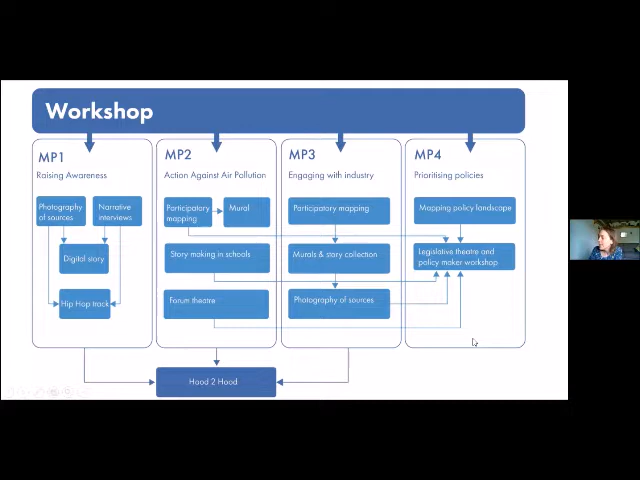 Workshop
MP1
Raising Awareness
Photography
of sources
Narrative
interviews
Digital story
Hip Hop track
MP2
Action Against Air Pollution
Participatory
mapping
Mural
Story making in schools
Forum theatre
MP3
Engaging with industry
Participatory mapping
Murals & story collection
Photography of sources
MP4
Prioritising policies
Mapping policy landscape
Legislative theatre and
policy maker workshop
Hood 2 Hood